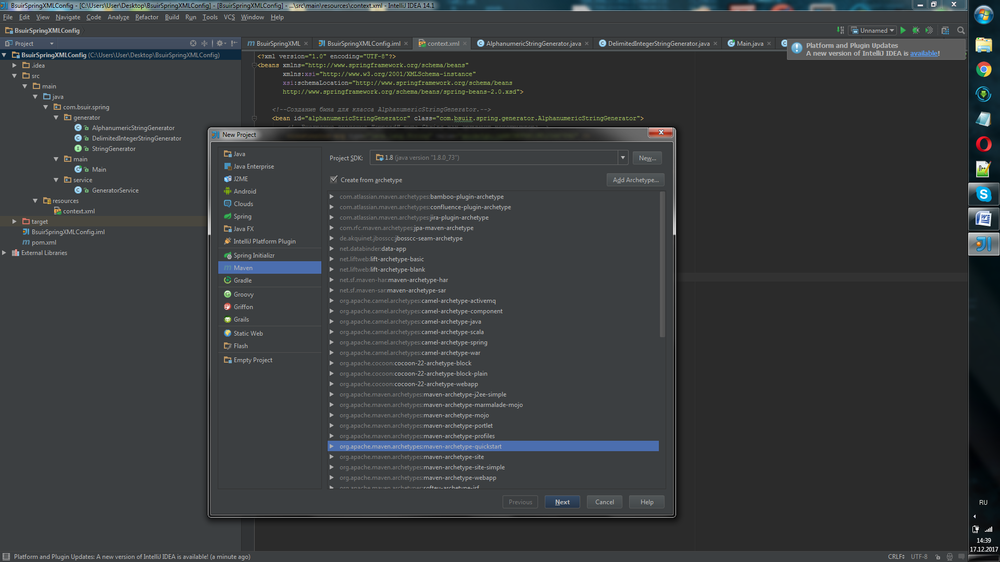 BsuirSpringXMLConfig - [C:\Users\User\Desktop\BsuirSpringXMLConfig] - [BsuirSpringXMLConfig] - ...\src\main\resources\context.xml - IntelliJ IDEA 14.1
File Edit View Navigate Code Analyze Refactor Build Run Tools VCS Window Help
BsuirSpringXMLConfig
Unnamed
Project
BsuirSpringXML
BsuirSpringXMLConfig.iml
context.xml
AlphanumericStringGenerator.java
DelimitedIntegerStringGenerator.java
Main.java
Platform and Plugin Updates
A new version of IntelliJ IDEA is available!
BsuirSpringXMLConfig (C:\Users\User\Desktop\BsuirSpringXMLConfig)
.idea
src
main
java
com.bsuir.spring
generator
AlphanumericStringGenerator
DelimitedIntegerStringGenerator
StringGenerator
main
Main
service
GeneratorService
resources
context.xml
target
BsuirSpringXMLConfig.iml
pom.xml
External Libraries
<?xml version="1.0" encoding="UTF-8"?>
<beans xmlns="http://www.springframework.org/schema/beans"
xmlns:xsi="http://www.w3.org/2001/XMLSchema-instance"
xsi:schemaLocation="http://www.springframework.org/schema/beans
http://www.springframework.org/schema/beans/spring-beans-2.0.xsd">
<!--Создание бина для класса AlphanumericStringGenerator.-->
<bean id="alphanumericStringGenerator" class="com.bsuir.spring.generator.AlphanumericStringGenerator">
New Project
Java
Java Enterprise
J2ME
Android
Clouds
Spring
Java FX
IntelliJ Platform Plugin
Spring Initializr
Maven
Gradle
Groovy
Griffon
Grails
Static Web
Flash
Empty Project
Project SDK: 1.8 (java version "1.8.0_73") New...
Create from archetype Add Archetype...
com.atlassian.maven.archetypes:bamboo-plugin-archetype
com.atlassian.maven.archetypes:confluence-plugin-archetype
com.atlassian.maven.archetypes:jira-plugin-archetype
com.rfc.maven.archetypes:jpa-maven-archetype
de.akquinet.jbosscc:jbosscc-seam-archetype
net.databinder:data-app
net.liftweb:lift-archetype-basic
net.liftweb:lift-archetype-blank
net.sf.maven-har:maven-archetype-har
net.sf.maven-sar:maven-archetype-sar
org.apache.camel.archetypes:camel-archetype-activemq
org.apache.camel.archetypes:camel-archetype-component
org.apache.camel.archetypes:camel-archetype-java
org.apache.camel.archetypes:camel-archetype-scala
org.apache.camel.archetypes:camel-archetype-spring
org.apache.camel.archetypes:camel-archetype-war
org.apache.cocoon:cocoon-22-archetype-block
org.apache.cocoon:cocoon-22-archetype-block-plain
org.apache.cocoon:cocoon-22-archetype-webapp
org.apache.maven.archetypes:maven-archetype-j2ee-simple
org.apache.maven.archetypes:maven-archetype-marmalade-mojo
org.apache.maven.archetypes:maven-archetype-mojo
org.apache.maven.archetypes:maven-archetype-portlet
org.apache.maven.archetypes:maven-archetype-profiles
org.apache.maven.archetypes:maven-archetype-quickstart
org.apache.maven.archetypes:maven-archetype-site
org.apache.maven.archetypes:maven-archetype-site-simple
org.apache.maven.archetypes:maven-archetype-webapp
org.apache.maven.archetypes:softeu-archetype-jsf
Previous Next Cancel Help
RU
14:39
17.12.2017
Platform and Plugin Updates: A new version of IntelliJ IDEA is available! (a minute ago)
CRLF UTF-8